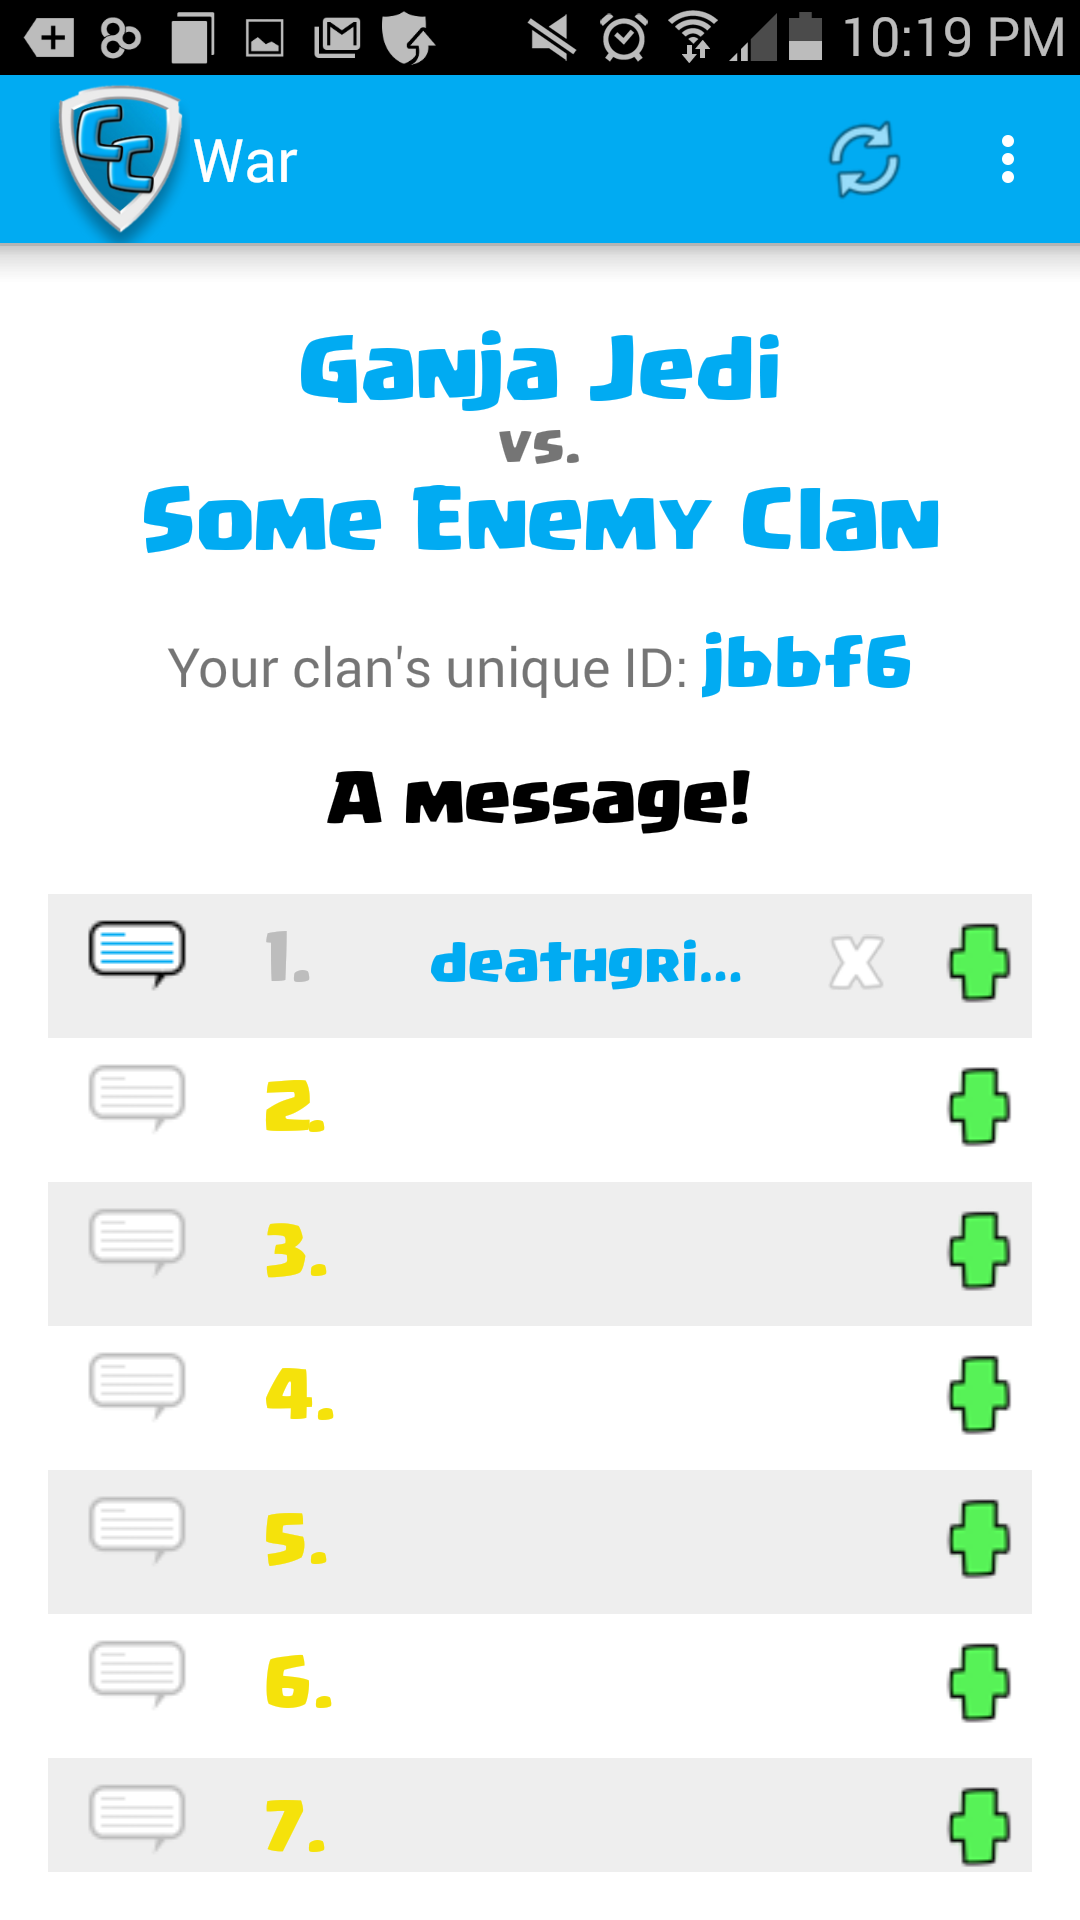 10:19 PM
CC War
Ganja Jedi
vs.
Some Enemy Clan
Your clan's unique ID: jbbf6
A message!
1. deathgri... X
2.
3.
4.
5.
6.
7.